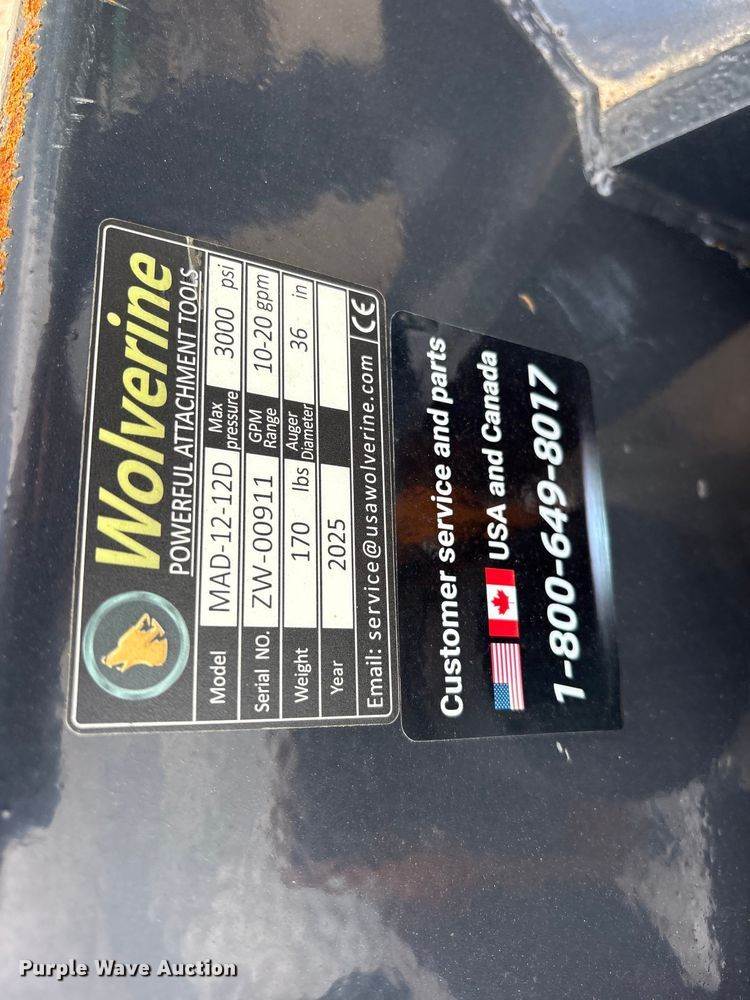 Wolverine
POWERFUL ATTACHMENT TOOLS
Model MAD-12-12D Max pressure 3000 psi
Serial NO. ZW-00911 GPM Range 10-20 gpm
Weight 170 lbs Auger Diameter 36 in
Year 2025
Email: service@usawolverine.com CE
Customer service and parts
USA and Canada
1-800-649-8017
Purple Wave Auction